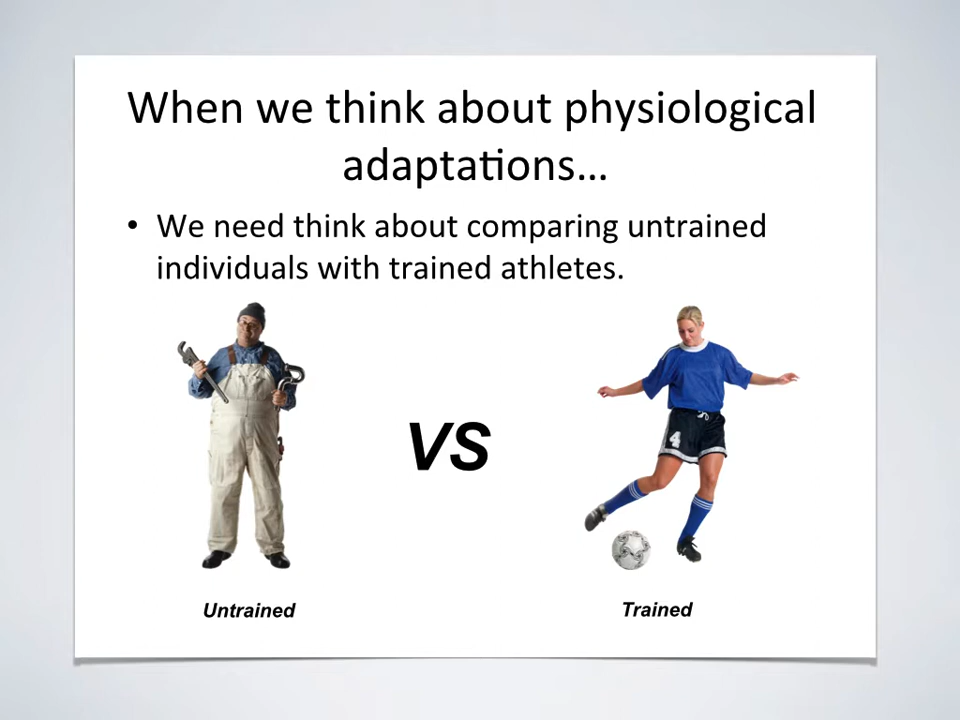 When we think about physiological
adaptations…
• We need think about comparing untrained
individuals with trained athletes.
VS
4
Untrained
Trained